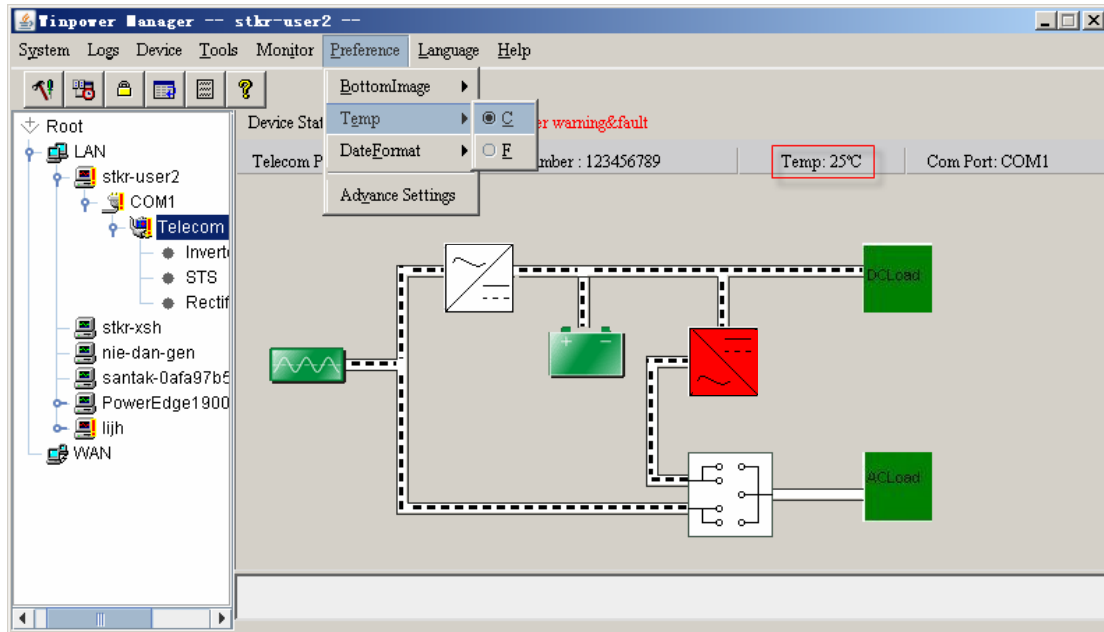 Winpower Manager -- stkr-user2 --
System Logs Device Tools Monitor Preference Language Help
BottomImage
Temp
DateFormat
Advance Settings
C
F
Device Stat
warning&fault
Telecom P
mber : 123456789
Temp: 25℃
Com Port: COM1
Root
LAN
stkr-user2
COM1
Telecom
Inverte
STS
Rectif
stkr-xsh
nie-dan-gen
santak-0afa97b5
PowerEdge1900
lijh
WAN
DCLoad
ACLoad